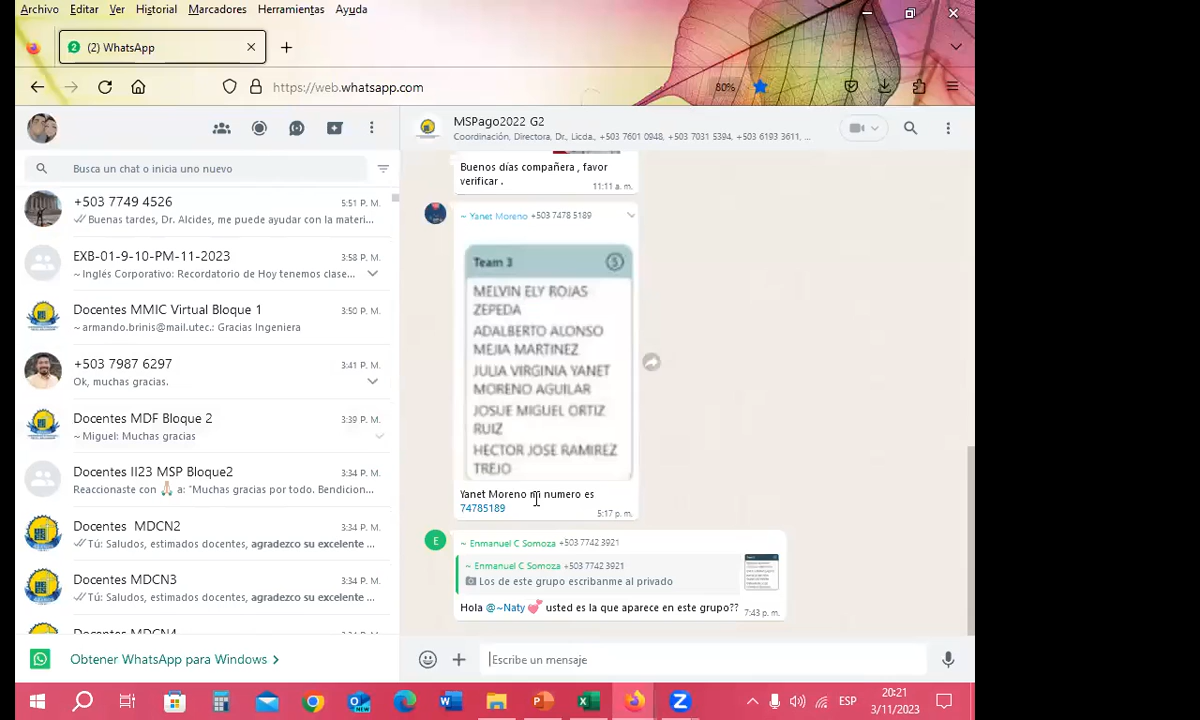 Archivo Editar Ver Historial Marcadores Herramientas Ayuda
2 (2) WhatsApp
https://web.whatsapp.com
80%
MSPago2022 G2
Coordinación, Directora, Dr., Licda., +503 7601 0948, +503 7031 5394, +503 6193 3611, ...
Busca un chat o inicia uno nuevo
+503 7749 4526 5:51 P. M.
Buenas tardes, Dr. Alcides, me puede ayudar con la materi...
EXB-01-9-10-PM-11-2023 3:58 P. M.
~ Inglés Corporativo: Recordatorio de Hoy tenemos clase...
Docentes MMIC Virtual Bloque 1 3:50 P. M.
~ armando.brinis@mail.utec.: Gracias Ingeniera
+503 7987 6297 3:41 P. M.
Ok, muchas gracias.
Docentes MDF Bloque 2 3:39 P. M.
~ Miguel: Muchas gracias
Docentes II23 MSP Bloque2 3:34 P. M.
Reaccionaste con 🙏🏻 a: "Muchas gracias por todo. Bendicion...
Docentes MDCN2 3:34 P. M.
Tú: Saludos, estimados docentes, agradezco su excelente
Docentes MDCN3 3:34 P. M.
Tú: Saludos, estimados docentes, agradezco su excelente
Docentes MDCN4 3:34 P. M.
Obtener WhatsApp para Windows >
Buenos días compañera , favor
verificar .
11:11 a. m.
~ Yanet Moreno +503 7478 5189
Team 3 5
MELVIN ELY ROJAS
ZEPEDA
ADALBERTO ALONSO
MEJIA MARTINEZ
JULIA VIRGINIA YANET
MORENO AGUILAR
JOSUE MIGUEL ORTIZ
RUIZ
HECTOR JOSE RAMIREZ
TREJO
Yanet Moreno mi numero es
74785189
5:17 p. m.
E ~ Enmanuel C Somoza +503 7742 3921
~ Enmanuel C Somoza +503 7742 3921
Los de este grupo escribanme al privado
Hola @~Naty 💕 usted es la que aparece en este grupo??
7:43 p. m.
Escribe un mensaje
ESP
20:21
3/11/2023